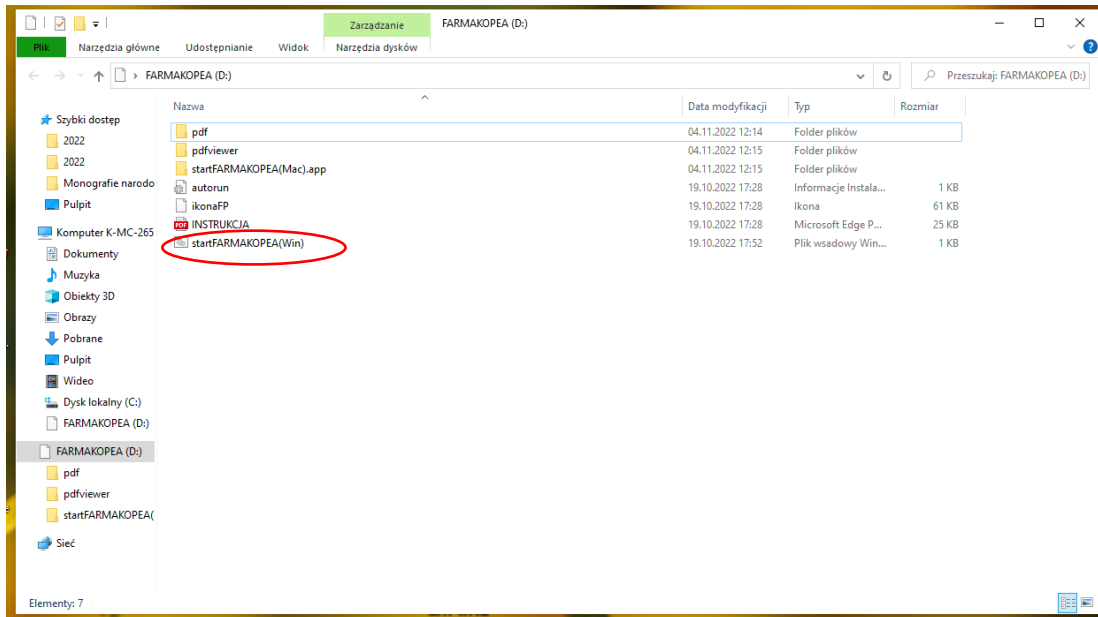 Zarządzanie FARMAKOPEA (D:)
Plik Narzędzia główne Udostępnianie Widok Narzędzia dysków
FARMAKOPEA (D:) Przeszukaj: FARMAKOPEA (D:)
Nazwa Data modyfikacji Typ Rozmiar
pdf 04.11.2022 12:14 Folder plików
pdfviewer 04.11.2022 12:15 Folder plików
startFARMAKOPEA(Mac).app 04.11.2022 12:15 Folder plików
autorun 19.10.2022 17:28 Informacje Instala... 1 KB
ikonaFP 19.10.2022 17:28 Ikona 61 KB
PDF INSTRUKCJA 19.10.2022 17:28 Microsoft Edge P... 25 KB
startFARMAKOPEA(Win) 19.10.2022 17:52 Plik wsadowy Win... 1 KB
Szybki dostęp
2022
2022
Monografie narodo
Pulpit
Komputer K-MC-265
Dokumenty
Muzyka
Obiekty 3D
Obrazy
Pobrane
Pulpit
Wideo
Dysk lokalny (C:)
FARMAKOPEA (D:)
FARMAKOPEA (D:)
pdf
pdfviewer
startFARMAKOPEA(
Sieć
Elementy: 7